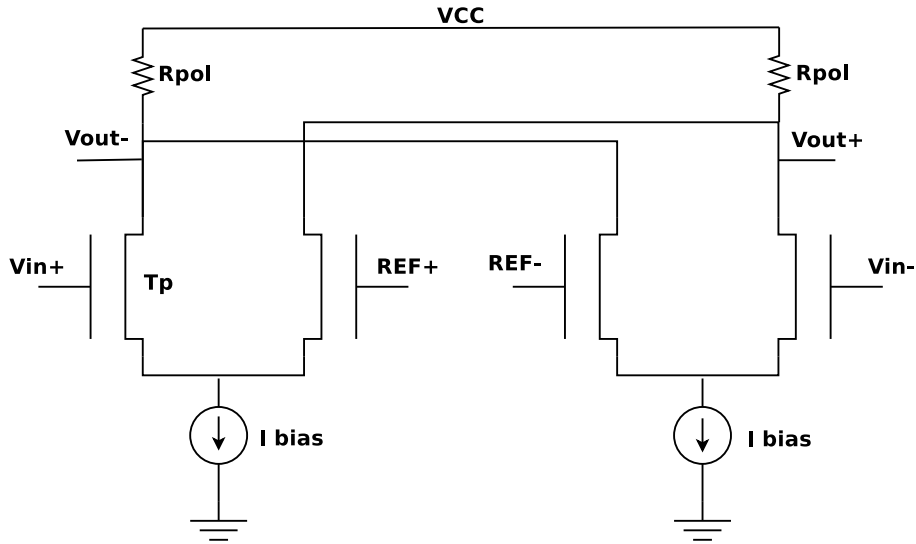 VCC
Rpol
Rpol
Vout-
Vout+
Vin+
Tp
REF+
REF-
Vin-
I bias
I bias